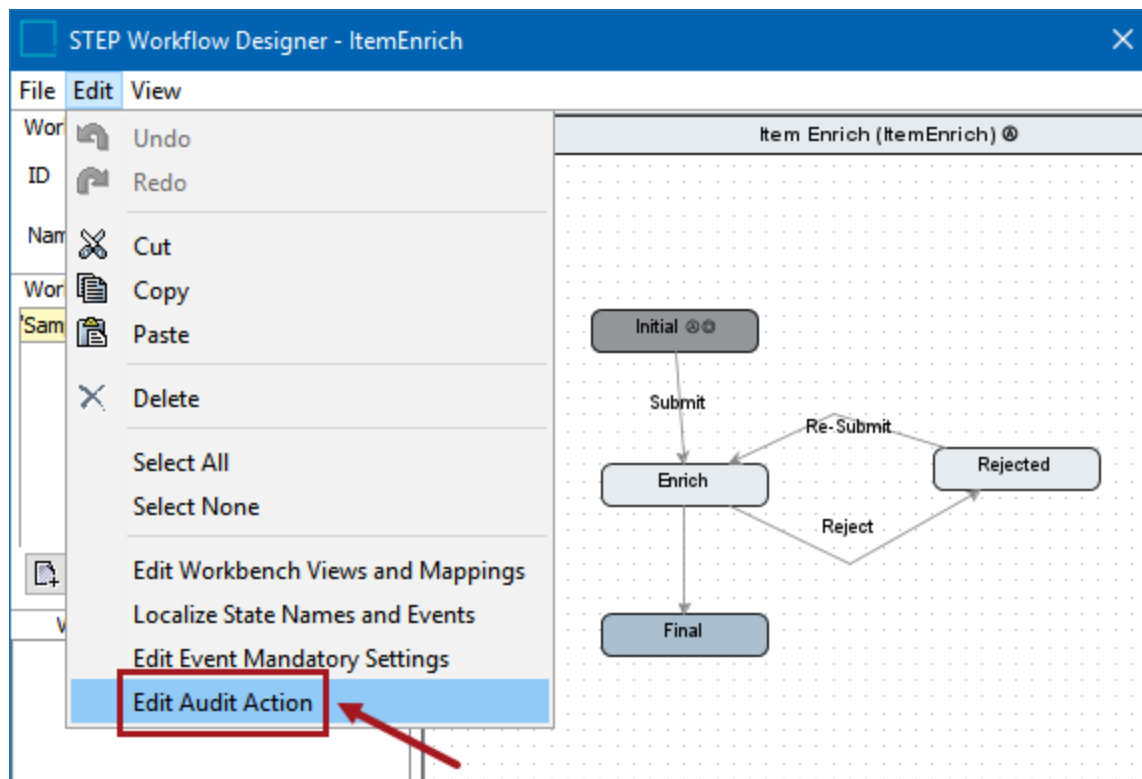 STEP Workflow Designer - ItemEnrich
File Edit View
Wor
Item Enrich (ItemEnrich)
Undo
ID
Redo
Nam
Cut
Wor
Copy
'Sam
Paste
Initial
Delete
Submit
Re-Submit
Select All
Rejected
Enrich
Select None
Reject
Edit Workbench Views and Mappings
Localize State Names and Events
Final
Edit Event Mandatory Settings
Edit Audit Action